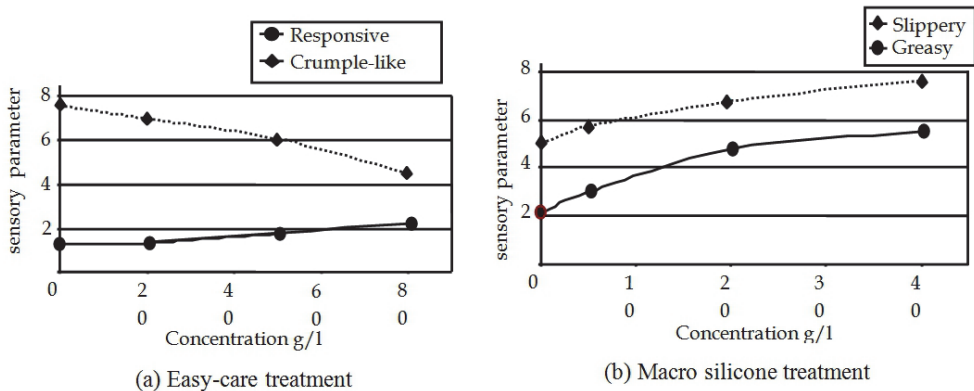 Responsive
Crumple-like
8
6
4
2
sensory parameter
0 2 4 6 8
0 0 0 0
Concentration g/l
(a) Easy-care treatment
Slippery
Greasy
8
6
4
2
sensory parameter
0 1 2 3 4
0 0 0 0
Concentration g/l
(b) Macro silicone treatment